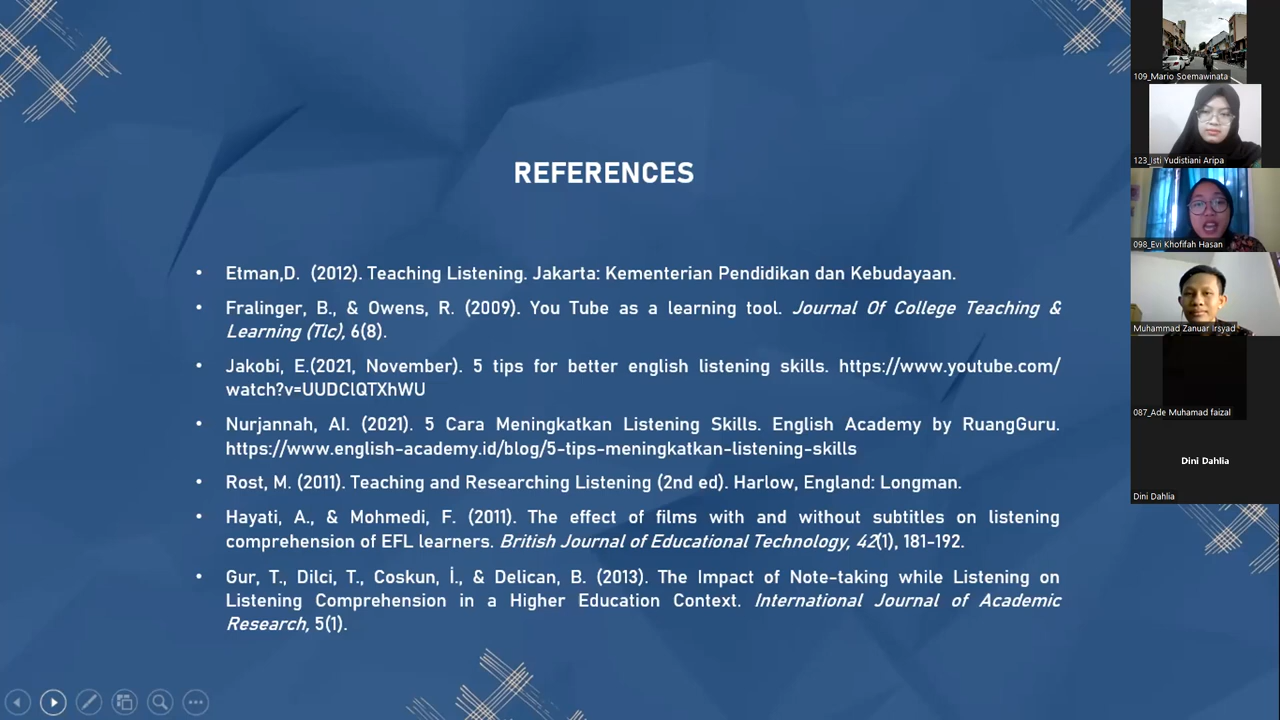 REFERENCES
• Etman,D. (2012). Teaching Listening. Jakarta: Kementerian Pendidikan dan Kebudayaan.
• Fralinger, B., & Owens, R. (2009). You Tube as a learning tool. Journal Of College Teaching &
Learning (Tlc), 6(8).
• Jakobi, E.(2021, November). 5 tips for better english listening skills. https://www.youtube.com/
watch?v=UUDClQTXhWU
• Nurjannah, AI. (2021). 5 Cara Meningkatkan Listening Skills. English Academy by RuangGuru.
https://www.english-academy.id/blog/5-tips-meningkatkan-listening-skills
• Rost, M. (2011). Teaching and Researching Listening (2nd ed). Harlow, England: Longman.
• Hayati, A., & Mohmedi, F. (2011). The effect of films with and without subtitles on listening
comprehension of EFL learners. British Journal of Educational Technology, 42(1), 181-192.
• Gur, T., Dilci, T., Coskun, İ., & Delican, B. (2013). The Impact of Note-taking while Listening on
Listening Comprehension in a Higher Education Context. International Journal of Academic
Research, 5(1).
109_Mario Soemawinata
123_Isti Yudistiani Aripa
098_Evi Khofifah Hasan
Muhammad Zanuar Irsyad
087_Ade Muhamad faizal
Dini Dahlia
Dini Dahlia